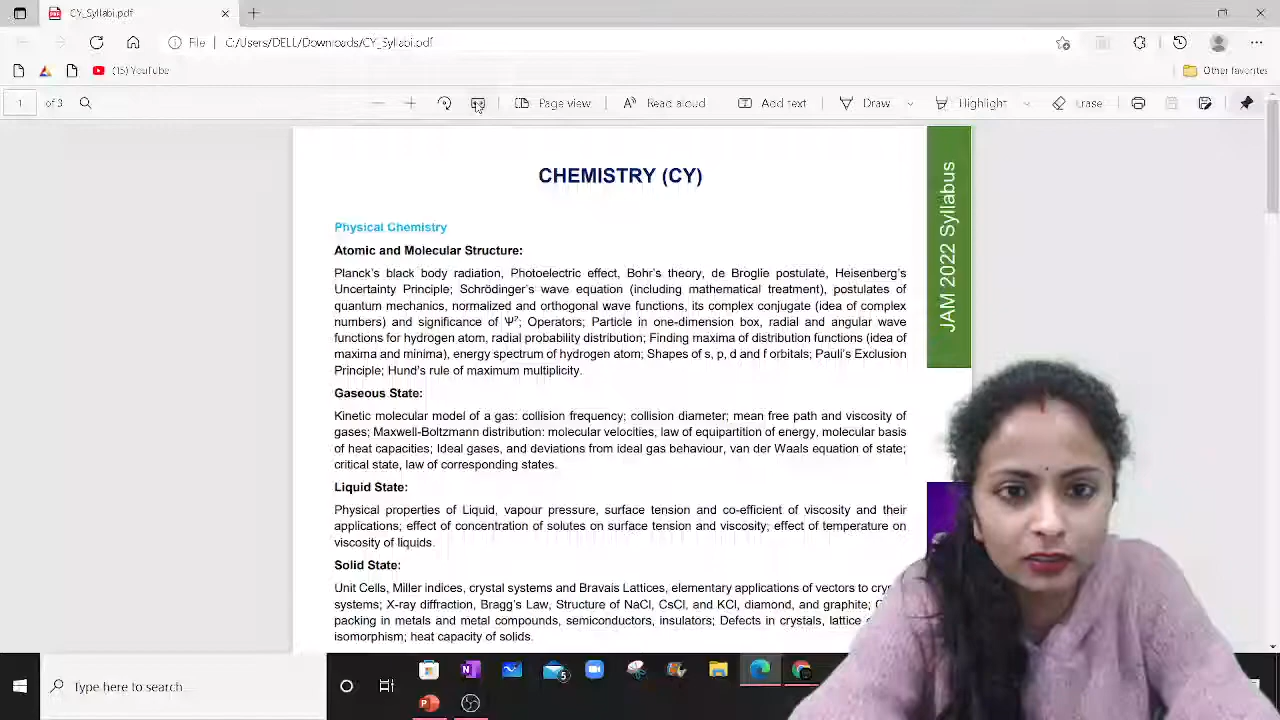 CY_Syllabi.pdf
File
C:/Users/DELL/Downloads/CY_Syllabi.pdf
(15) YouTube
Other favorites
1 of 3
Page view
Read aloud
Add text
Draw
Highlight
Erase
CHEMISTRY (CY)
JAM 2022 Syllabus
Physical Chemistry
Atomic and Molecular Structure:
Planck's black body radiation, Photoelectric effect, Bohr's theory, de Broglie postulate, Heisenberg's
Uncertainty Principle; Schrödinger's wave equation (including mathematical treatment), postulates of
quantum mechanics, normalized and orthogonal wave functions, its complex conjugate (idea of complex
numbers) and significance of Ψ²; Operators; Particle in one-dimension box, radial and angular wave
functions for hydrogen atom, radial probability distribution; Finding maxima of distribution functions (idea of
maxima and minima), energy spectrum of hydrogen atom; Shapes of s, p, d and f orbitals; Pauli's Exclusion
Principle; Hund's rule of maximum multiplicity.
Gaseous State:
Kinetic molecular model of a gas: collision frequency; collision diameter; mean free path and viscosity of
gases; Maxwell-Boltzmann distribution: molecular velocities, law of equipartition of energy, molecular basis
of heat capacities; Ideal gases, and deviations from ideal gas behaviour, van der Waals equation of state;
critical state, law of corresponding states.
Liquid State:
Physical properties of Liquid, vapour pressure, surface tension and co-efficient of viscosity and their
applications; effect of concentration of solutes on surface tension and viscosity; effect of temperature on
viscosity of liquids.
Solid State:
Unit Cells, Miller indices, crystal systems and Bravais Lattices, elementary applications of vectors to
systems; X-ray diffraction, Bragg's Law, Structure of NaCl, CsCl, and KCl, diamond, and graphite;
packing in metals and metal compounds, semiconductors, insulators; Defects in crystals, lattice
isomorphism; heat capacity of solids.
Type here to search